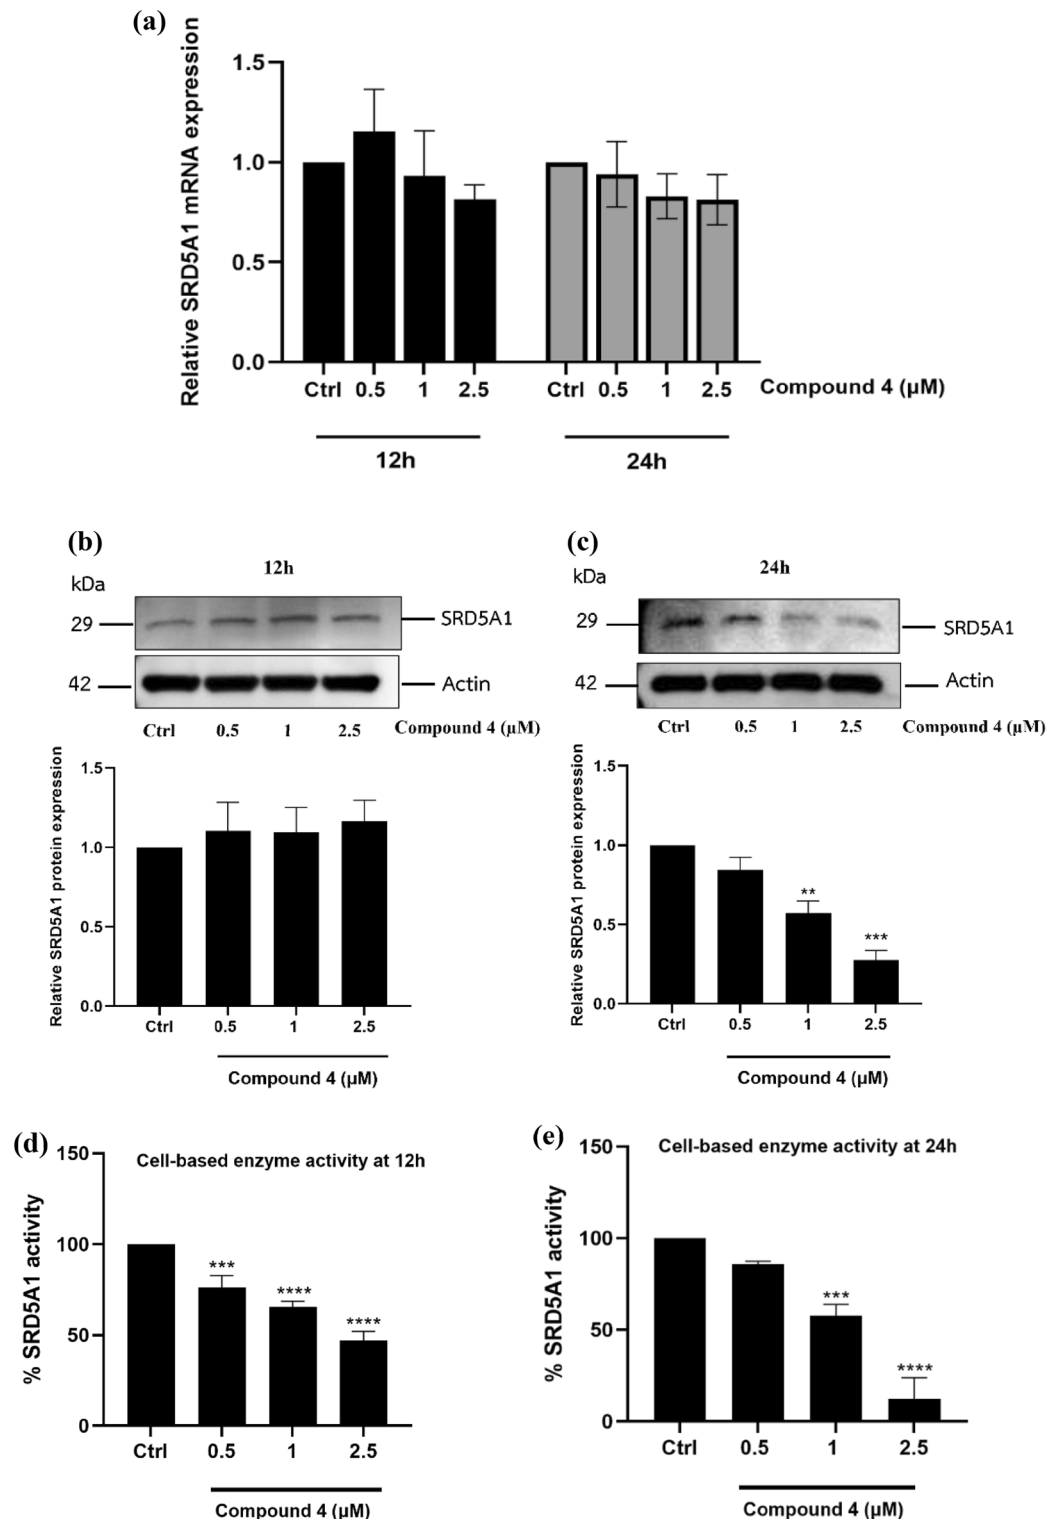 (a)
Relative SRD5A1 mRNA expression
1.5
1.0
0.5
0.0
Ctrl 0.5 1 2.5 Ctrl 0.5 1 2.5 Compound 4 (µM)
12h 24h
(b)
12h
kDa
29 SRD5A1
42 Actin
Ctrl 0.5 1 2.5 Compound 4 (µM)
Relative SRD5A1 protein expression
1.5
1.0
0.5
0.0
Ctrl 0.5 1 2.5
Compound 4 (µM)
(c)
24h
kDa
29 SRD5A1
42 Actin
Ctrl 0.5 1 2.5 Compound 4 (µM)
Relative SRD5A1 protein expression
1.5
1.0
0.5
0.0
**
***
Ctrl 0.5 1 2.5
Compound 4 (µM)
(d)
Cell-based enzyme activity at 12h
% SRD5A1 activity
150
100
50
0
***
****
****
Ctrl 0.5 1 2.5
Compound 4 (µM)
(e)
Cell-based enzyme activity at 24h
% SRD5A1 activity
150
100
50
0
***
****
Ctrl 0.5 1 2.5
Compound 4 (µM)